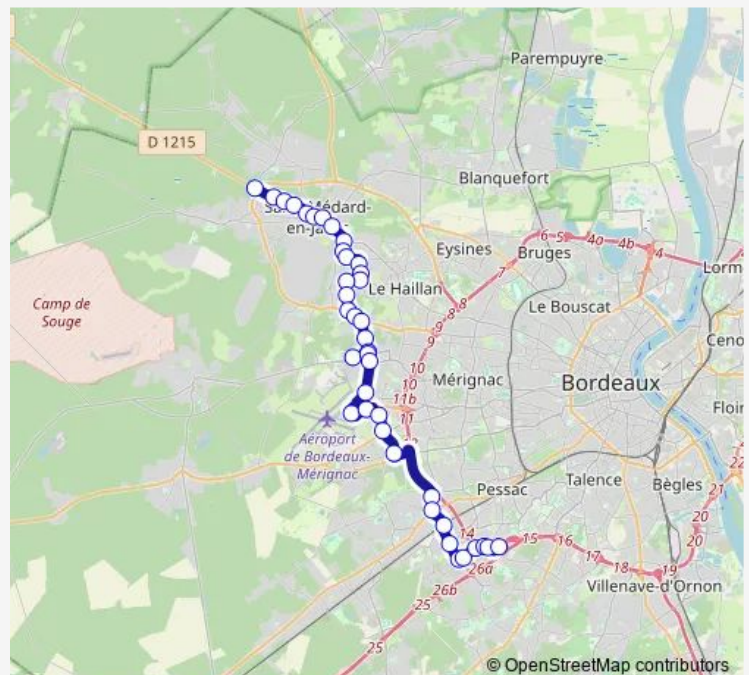 Parempuyre
D 1215
Blanquefort
6
5
4a
4b
4
Médard-
en-Ja
Eysines
Bruges
7
Lorm
Le Haillan
8
8
Le Bouscat
Camp de
Souge
9
9
Ceno
10
10
Mérignac
Bordeaux
11b
11
Floir
Aéroport
de Bordeaux-
Mérignac
Pessac
Talence
Bègles
21
22
20
20
14
15
16
17
18
19
26a
26b
25
25
Villenave-d'Ornon
© OpenStreetMap contributors